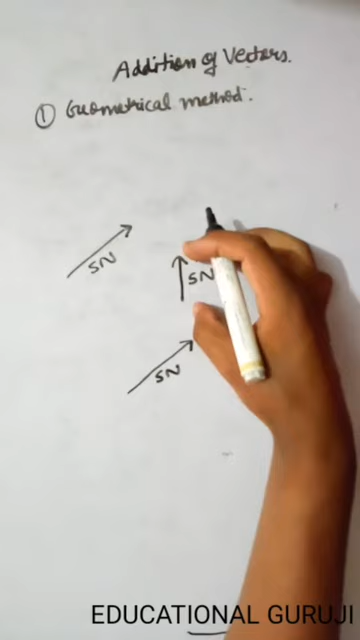 Addition of Vectors.
① Geometrical method.
5N
5N
5N
EDUCATIONAL GURUJI